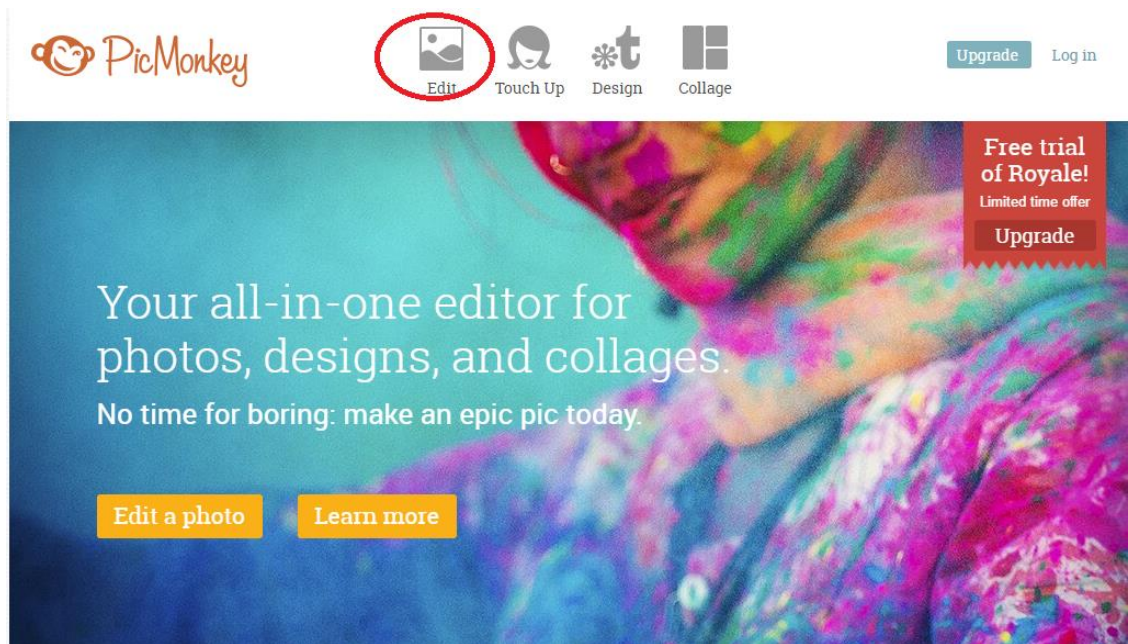 PicMonkey
Edit
Touch Up
Design
Collage
Upgrade
Log in
Free trial
of Royale!
Limited time offer
Upgrade
Your all-in-one editor for
photos, designs, and collages.
No time for boring: make an epic pic today.
Edit a photo
Learn more